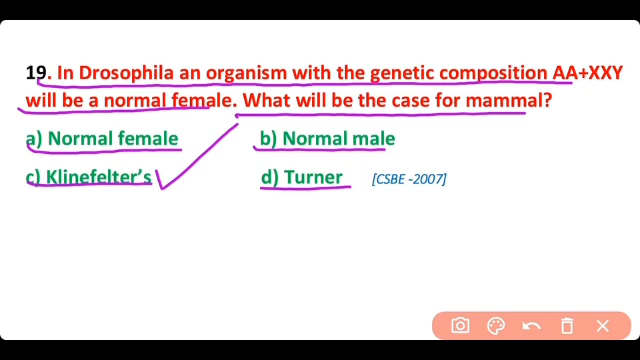 19. In Drosophila an organism with the genetic composition AA+XXY
will be a normal female. What will be the case for mammal?
a) Normal female b) Normal male
c) Klinefelter's d) Turner [CSBE -2007]